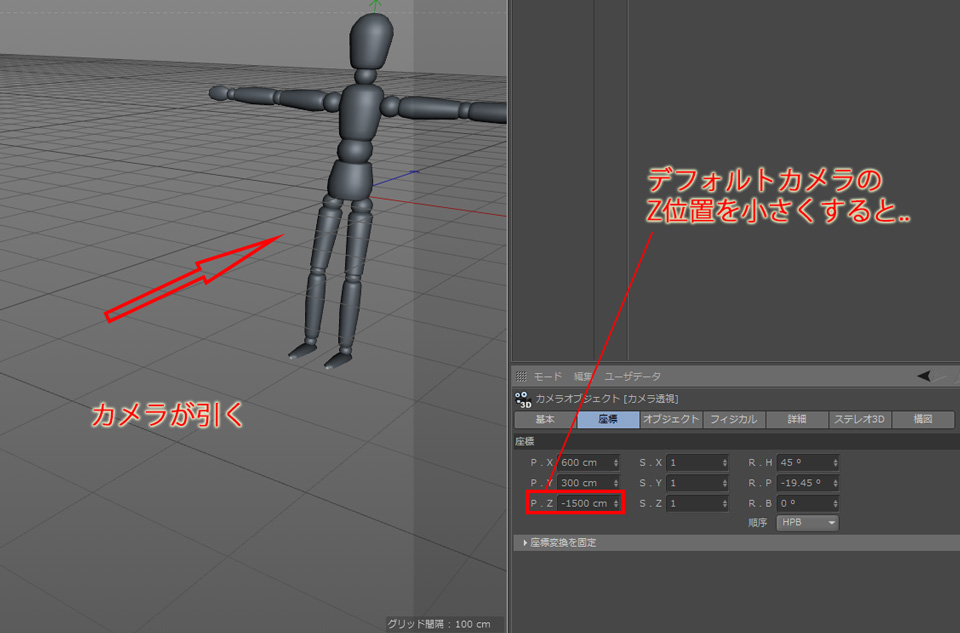 デフォルトカメラの
Z位置を小さくすると..
カメラが引く
グリッド間隔 : 100 cm
モード 編集 ユーザデータ
3D
カメラオブジェクト [カメラ透視]
基本 座標 オブジェクト フィジカル 詳細 ステレオ3D 構図
座標
P . X 600 cm S . X 1 R . H 45 °
P . Y 300 cm S . Y 1 R . P -19.45 °
P . Z -1500 cm S . Z 1 R . B 0 °
順序 HPB
座標変換を固定